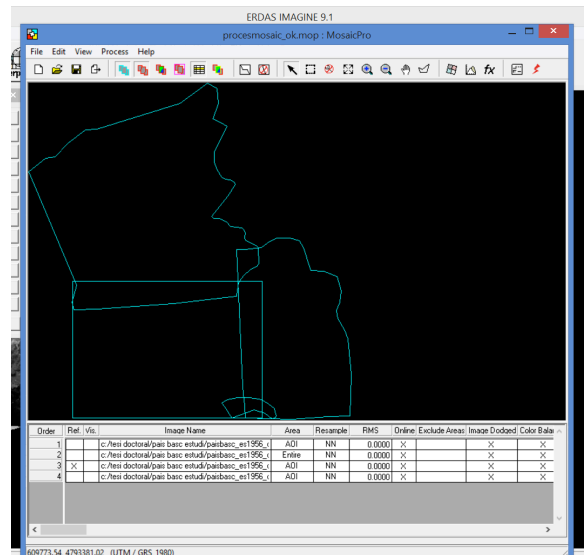 ERDAS IMAGINE 9.1
procesmosaic_ok.mop : MosaicPro
File Edit View Process Help
fx
Order Ref. Vis. Image Name Area Resample RMS Online Exclude Areas Image Dodged Color Balar
1 c:/tesi doctoral/pais basc estudi/paisbasc_es1956_( AOI NN 0.0000 X X X
2 c:/tesi doctoral/pais basc estudi/paisbasc_es1956_( Entire NN 0.0000 X X X
3 X c:/tesi doctoral/pais basc estudi/paisbasc_es1956_( AOI NN 0.0000 X X X
4 c:/tesi doctoral/pais basc estudi/paisbasc_es1956_( AOI NN 0.0000 X X X
609773.54, 4793381.02 (UTM / GRS 1980)